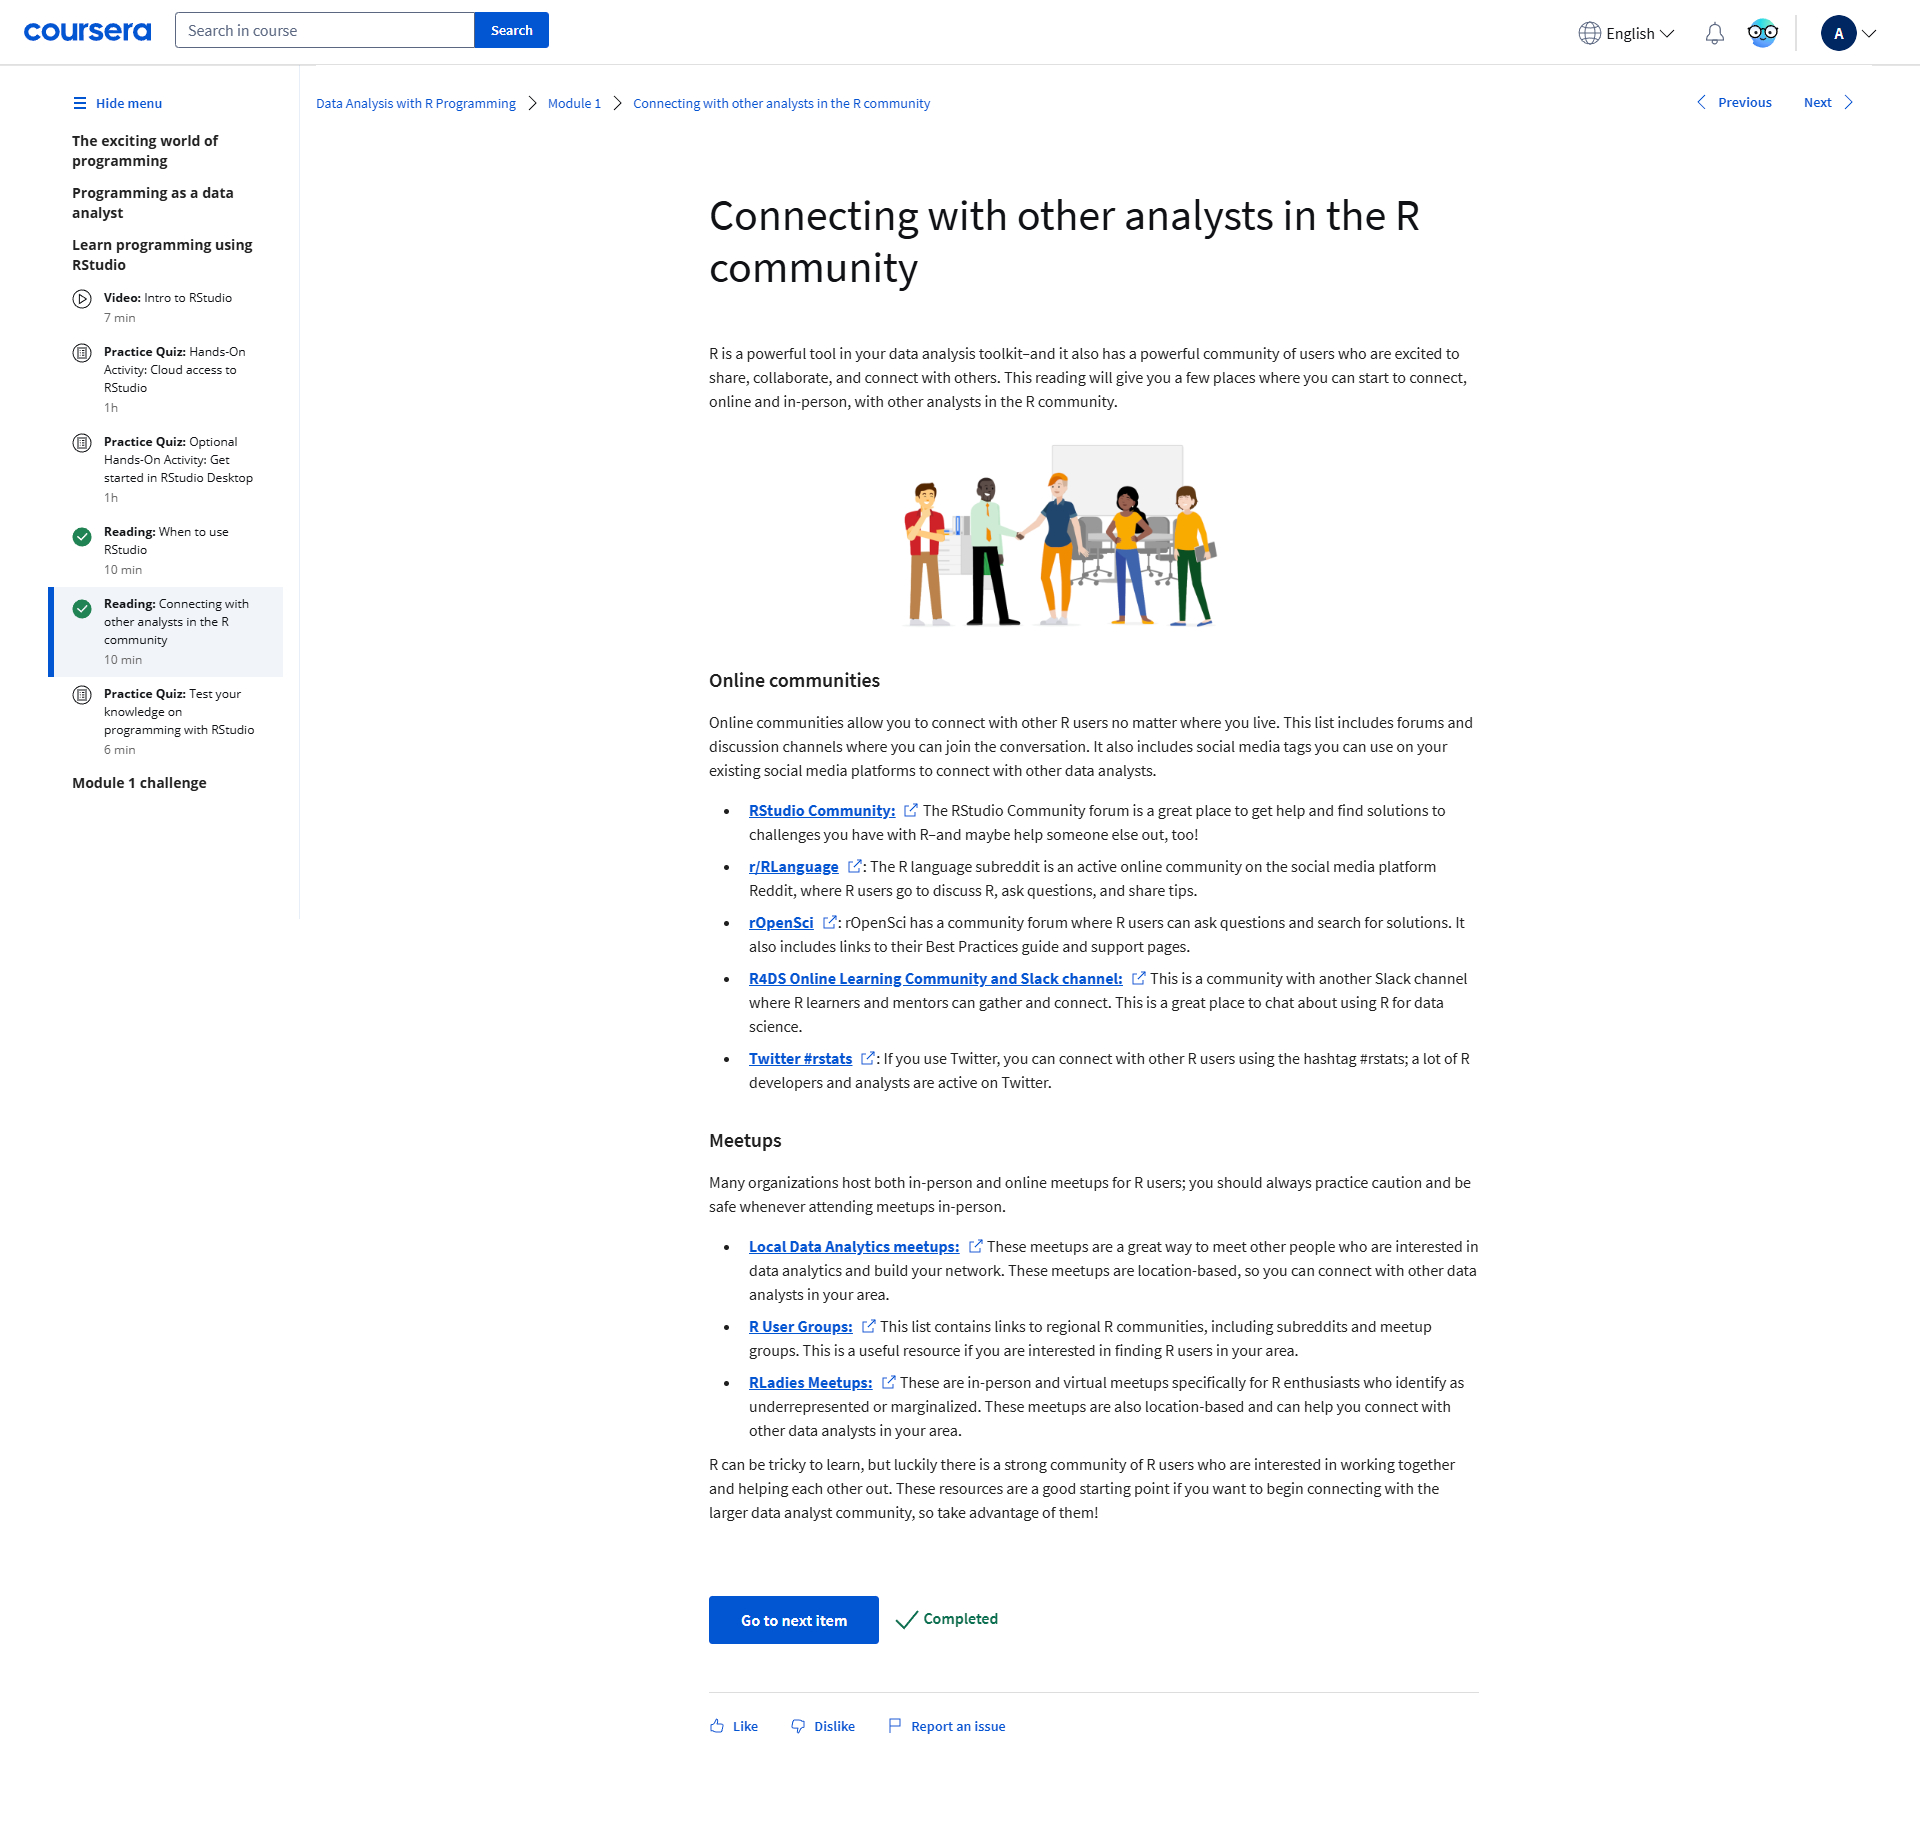 coursera
Search in course
Search
English
A
Hide menu
Data Analysis with R Programming
Module 1
Connecting with other analysts in the R community
Previous
Next
The exciting world of
programming
Programming as a data
analyst
Learn programming using
RStudio
Video: Intro to RStudio
7 min
Practice Quiz: Hands-On
Activity: Cloud access to
RStudio
1h
Practice Quiz: Optional
Hands-On Activity: Get
started in RStudio Desktop
1h
Reading: When to use
RStudio
10 min
Reading: Connecting with
other analysts in the R
community
10 min
Practice Quiz: Test your
knowledge on
programming with RStudio
6 min
Module 1 challenge
Connecting with other analysts in the R
community
R is a powerful tool in your data analysis toolkit–and it also has a powerful community of users who are excited to
share, collaborate, and connect with others. This reading will give you a few places where you can start to connect,
online and in-person, with other analysts in the R community.
Online communities
Online communities allow you to connect with other R users no matter where you live. This list includes forums and
discussion channels where you can join the conversation. It also includes social media tags you can use on your
existing social media platforms to connect with other data analysts.
• RStudio Community: The RStudio Community forum is a great place to get help and find solutions to
challenges you have with R–and maybe help someone else out, too!
• r/RLanguage : The R language subreddit is an active online community on the social media platform
Reddit, where R users go to discuss R, ask questions, and share tips.
• rOpenSci : rOpenSci has a community forum where R users can ask questions and search for solutions. It
also includes links to their Best Practices guide and support pages.
• R4DS Online Learning Community and Slack channel: This is a community with another Slack channel
where R learners and mentors can gather and connect. This is a great place to chat about using R for data
science.
• Twitter #rstats : If you use Twitter, you can connect with other R users using the hashtag #rstats; a lot of R
developers and analysts are active on Twitter.
Meetups
Many organizations host both in-person and online meetups for R users; you should always practice caution and be
safe whenever attending meetups in-person.
• Local Data Analytics meetups: These meetups are a great way to meet other people who are interested in
data analytics and build your network. These meetups are location-based, so you can connect with other data
analysts in your area.
• R User Groups: This list contains links to regional R communities, including subreddits and meetup
groups. This is a useful resource if you are interested in finding R users in your area.
• RLadies Meetups: These are in-person and virtual meetups specifically for R enthusiasts who identify as
underrepresented or marginalized. These meetups are also location-based and can help you connect with
other data analysts in your area.
R can be tricky to learn, but luckily there is a strong community of R users who are interested in working together
and helping each other out. These resources are a good starting point if you want to begin connecting with the
larger data analyst community, so take advantage of them!
Go to next item
Completed
Like
Dislike
Report an issue